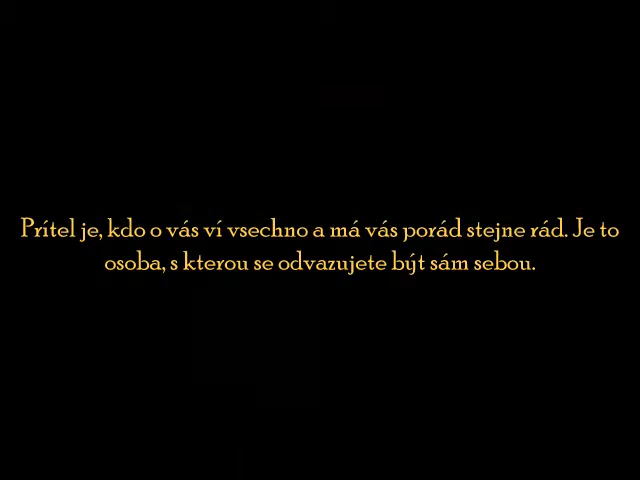 Prítel je, kdo o vás ví vsechno a má vás porád stejne rád. Je to
osoba, s kterou se odvazujete být sám sebou.